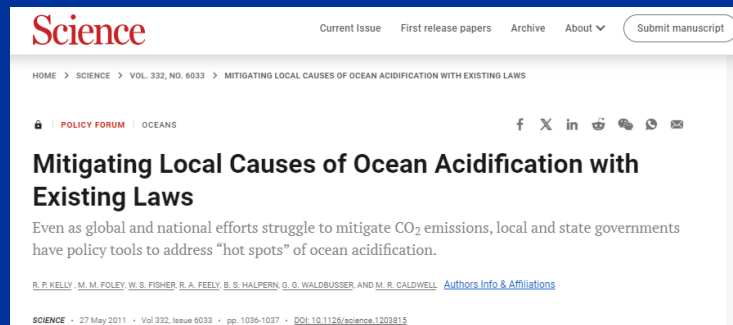 Science
Current Issue First release papers Archive About Submit manuscript
HOME > SCIENCE > VOL. 332, NO. 6033 > MITIGATING LOCAL CAUSES OF OCEAN ACIDIFICATION WITH EXISTING LAWS
POLICY FORUM | OCEANS
Mitigating Local Causes of Ocean Acidification with
Existing Laws
Even as global and national efforts struggle to mitigate CO₂ emissions, local and state governments
have policy tools to address “hot spots” of ocean acidification.
R. P. KELLY, M. M. FOLEY, W. S. FISHER, R. A. FEELY, B. S. HALPERN, G. G. WALDBUSSER, AND M. R. CALDWELL Authors Info & Affiliations
SCIENCE • 27 May 2011 • Vol 332, Issue 6033 • pp. 1036-1037 • DOI: 10.1126/science.1203815